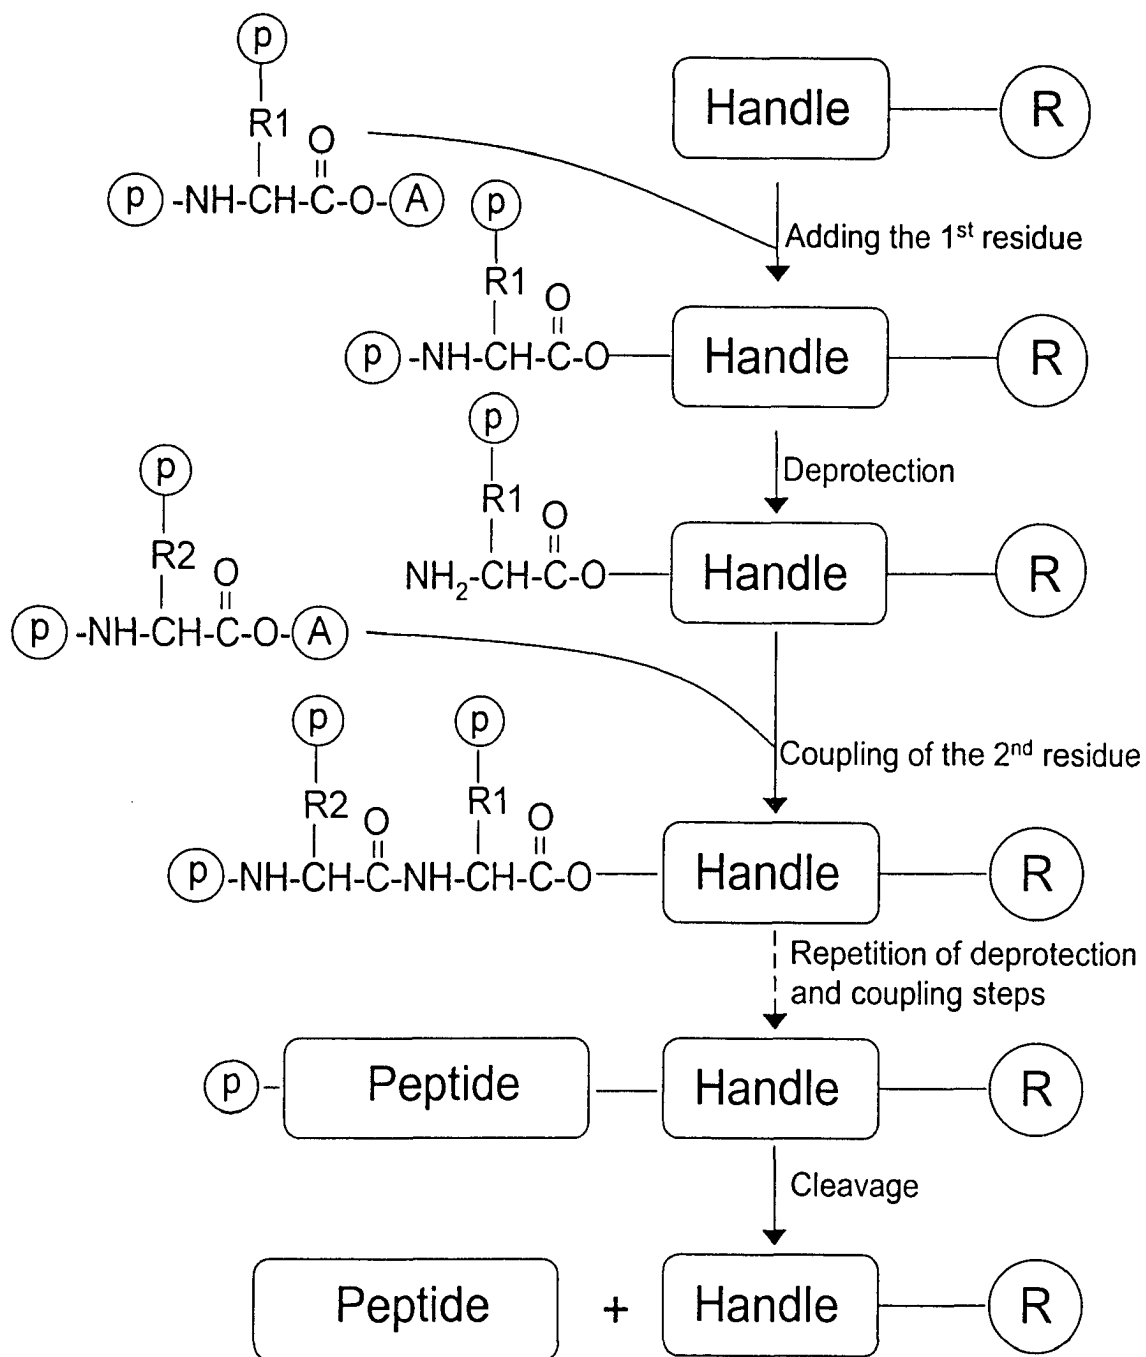 p
R1
O
p -NH-CH-C-O- A
Handle R
Adding the 1st residue
p
R1
O
p -NH-CH-C-O Handle R
Deprotection
p
R1
O
NH2-CH-C-O Handle R
p
R2
O
p -NH-CH-C-O- A
Coupling of the 2nd residue
p p
R2 R1
O O
p -NH-CH-C-NH-CH-C-O Handle R
Repetition of deprotection
and coupling steps
p - Peptide Handle R
Cleavage
Peptide + Handle R